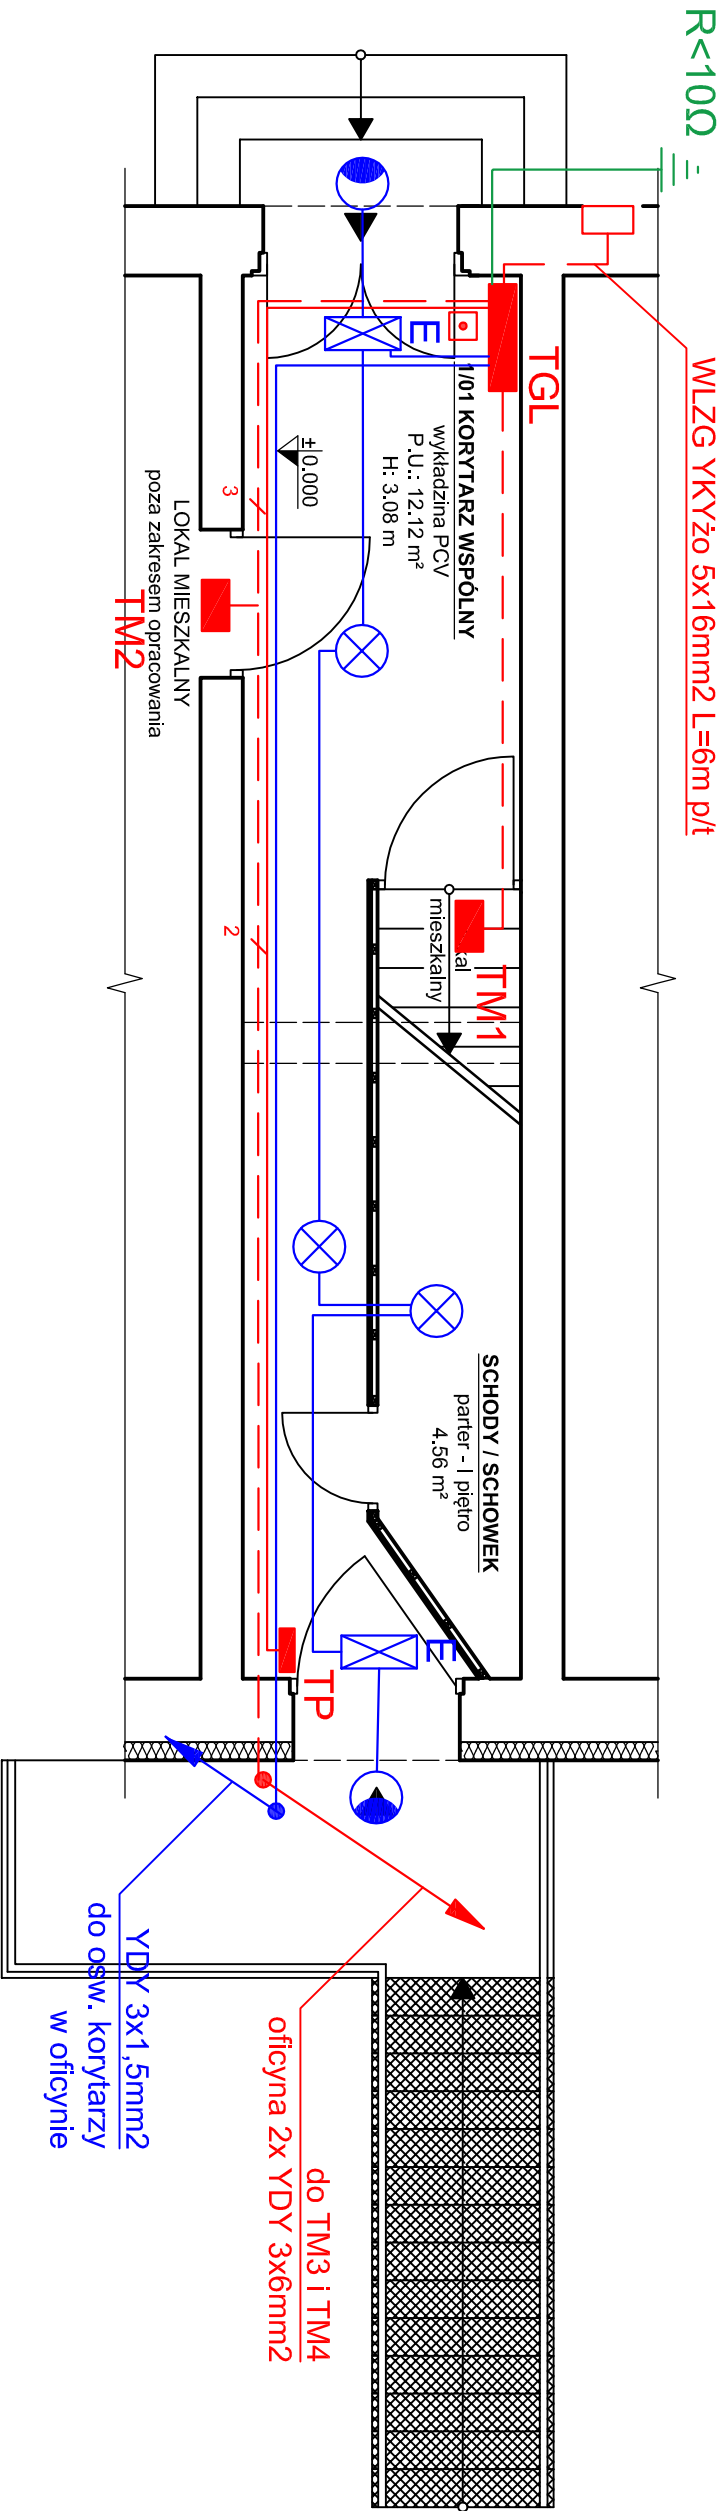 R<10Ω
WLZG YKYżo 5x16mm2 L=6m p/t
TGL
E
1/01 KORYTARZ WSPÓLNY
wykładzina PCV
P.U.: 12.12 m²
H: 3.08 m
±0.000
3
LOKAL MIESZKALNY
poza zakresem opracowania
TM2
mieszkalny
TM1
2
SCHODY / SCHOWEK
parter - I piętro
4.56 m²
E
TP
YDY 3x1,5mm2
do ośw. korytarzy
w oficynie
do TM3 i TM4
oficyna 2x YDY 3x6mm2